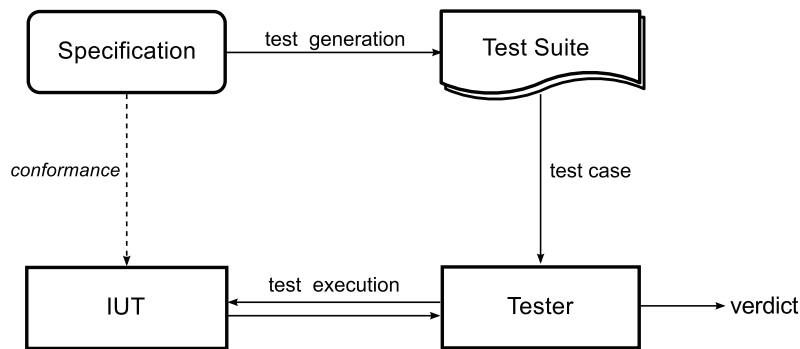 Specification
test generation
Test Suite
conformance
test case
IUT
test execution
Tester
verdict